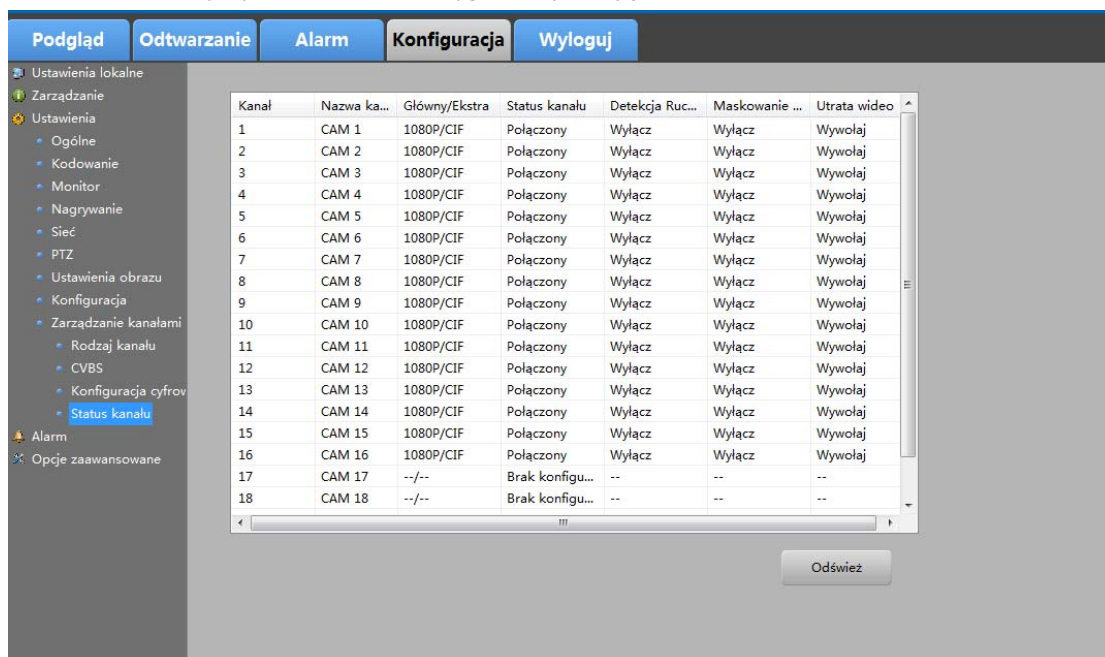 Podgląd Odtwarzanie Alarm Konfiguracja Wyloguj
Ustawienia lokalne
Zarządzanie
Ustawienia
Ogólne
Kodowanie
Monitor
Nagrywanie
Sieć
PTZ
Ustawienia obrazu
Konfiguracja
Zarządzanie kanałami
Rodzaj kanału
CVBS
Konfiguracja cyfrow
Status kanału
Alarm
Opcje zaawansowane
Kanał Nazwa ka... Główny/Ekstra Status kanału Detekcja Ruc... Maskowanie ... Utrata wideo
1 CAM 1 1080P/CIF Połączony Wyłącz Wyłącz Wywołaj
2 CAM 2 1080P/CIF Połączony Wyłącz Wyłącz Wywołaj
3 CAM 3 1080P/CIF Połączony Wyłącz Wyłącz Wywołaj
4 CAM 4 1080P/CIF Połączony Wyłącz Wyłącz Wywołaj
5 CAM 5 1080P/CIF Połączony Wyłącz Wyłącz Wywołaj
6 CAM 6 1080P/CIF Połączony Wyłącz Wyłącz Wywołaj
7 CAM 7 1080P/CIF Połączony Wyłącz Wyłącz Wywołaj
8 CAM 8 1080P/CIF Połączony Wyłącz Wyłącz Wywołaj
9 CAM 9 1080P/CIF Połączony Wyłącz Wyłącz Wywołaj
10 CAM 10 1080P/CIF Połączony Wyłącz Wyłącz Wywołaj
11 CAM 11 1080P/CIF Połączony Wyłącz Wyłącz Wywołaj
12 CAM 12 1080P/CIF Połączony Wyłącz Wyłącz Wywołaj
13 CAM 13 1080P/CIF Połączony Wyłącz Wyłącz Wywołaj
14 CAM 14 1080P/CIF Połączony Wyłącz Wyłącz Wywołaj
15 CAM 15 1080P/CIF Połączony Wyłącz Wyłącz Wywołaj
16 CAM 16 1080P/CIF Połączony Wyłącz Wyłącz Wywołaj
17 CAM 17 --/-- Brak konfigu... -- -- --
18 CAM 18 --/-- Brak konfigu... -- -- --
Odśwież